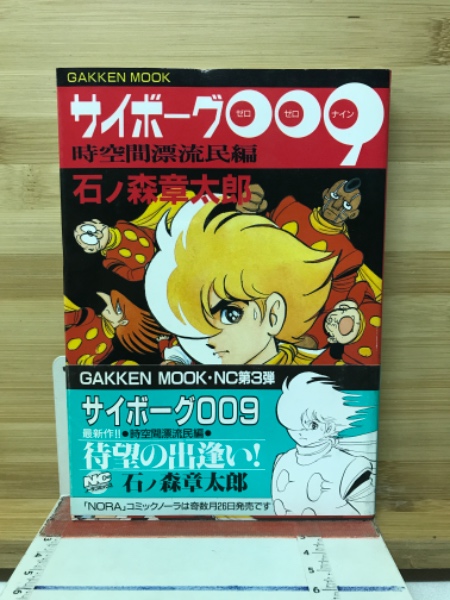 GAKKEN MOOK
サイボーグ009
ゼロ ゼロ ナイン
時空間漂流民編
石ノ森章太郎
GAKKEN MOOK・NC第3弾
サイボーグ009
最新作!!●時空間漂流民編●
待望の出逢い!
NC 石ノ森章太郎
「NORA」コミックノーラは奇数月26日発売です